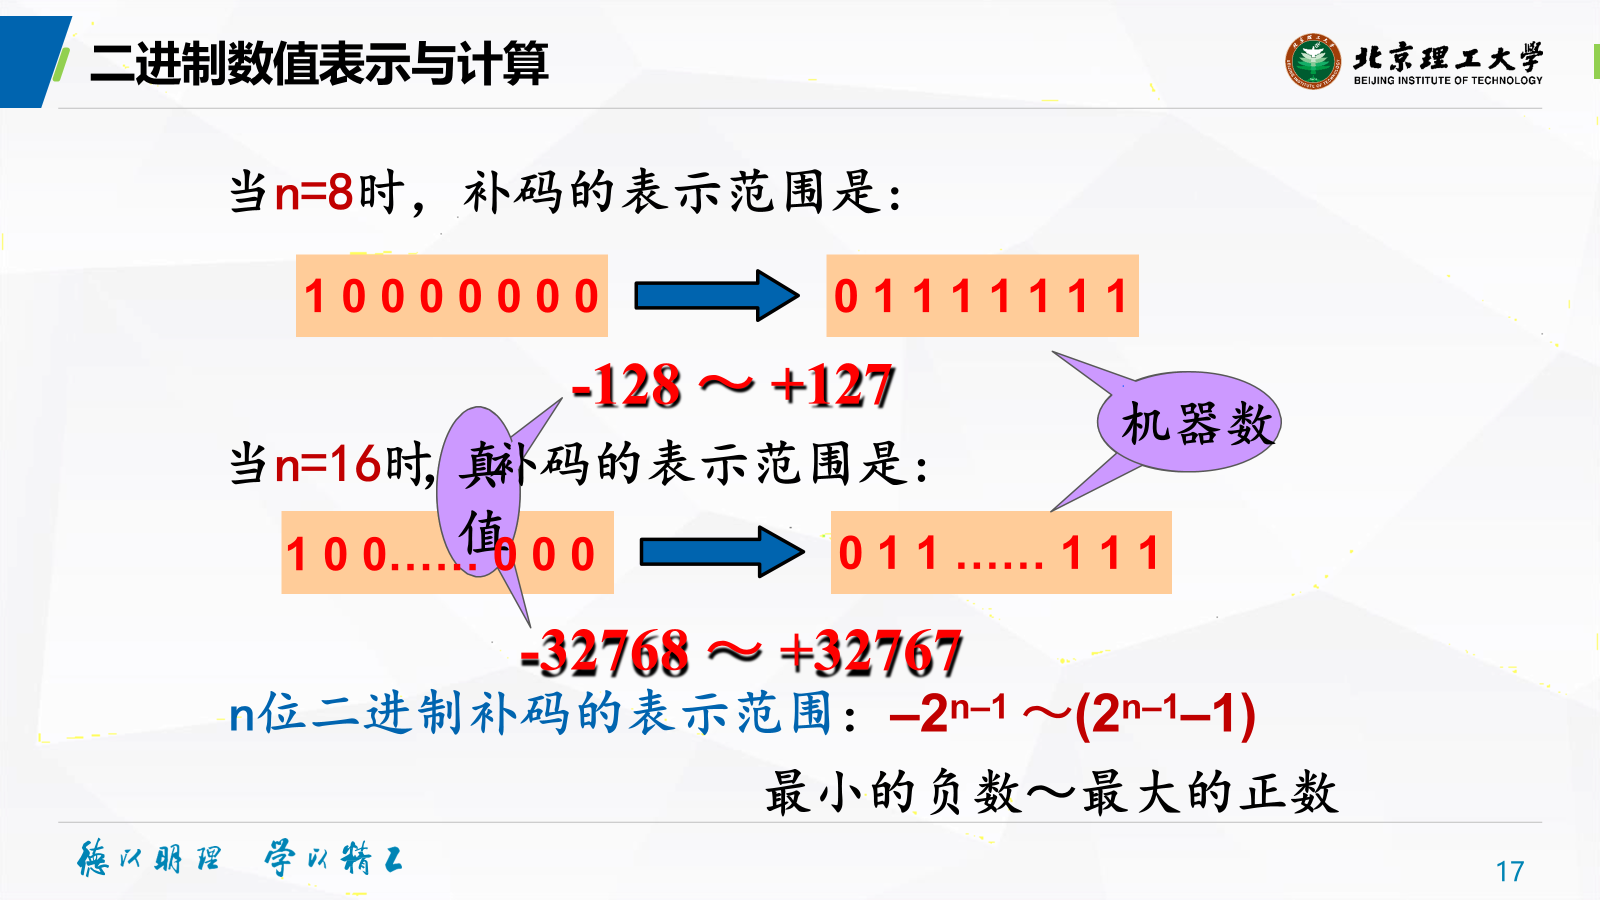 二进制数值表示与计算
北京理工大学
BEIJING INSTITUTE OF TECHNOLOGY
当n=8时，补码的表示范围是：
1 0 0 0 0 0 0 0
0 1 1 1 1 1 1 1
-128 ～ +127
机器数
当n=16时，补码的表示范围是：
真值
1 0 0...... 0 0 0
0 1 1 ...... 1 1 1
-32768 ～ +32767
n位二进制补码的表示范围：–2ⁿ⁻¹ ～(2ⁿ⁻¹–1)
最小的负数～最大的正数
德以明理 学以精工
17